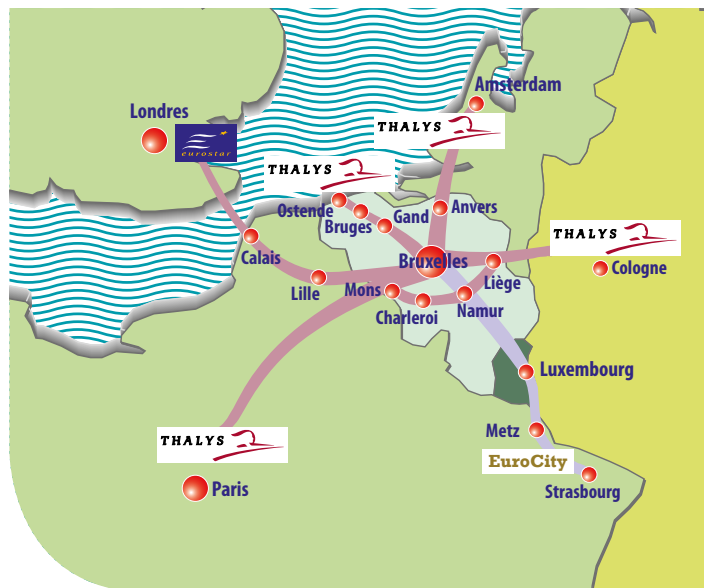 Amsterdam
Londres
THALYS
eurostar
THALYS
Ostende
Bruges
Gand
Anvers
THALYS
Calais
Bruxelles
Liège
Cologne
Lille
Mons
Charleroi
Namur
Luxembourg
Metz
THALYS
EuroCity
Paris
Strasbourg